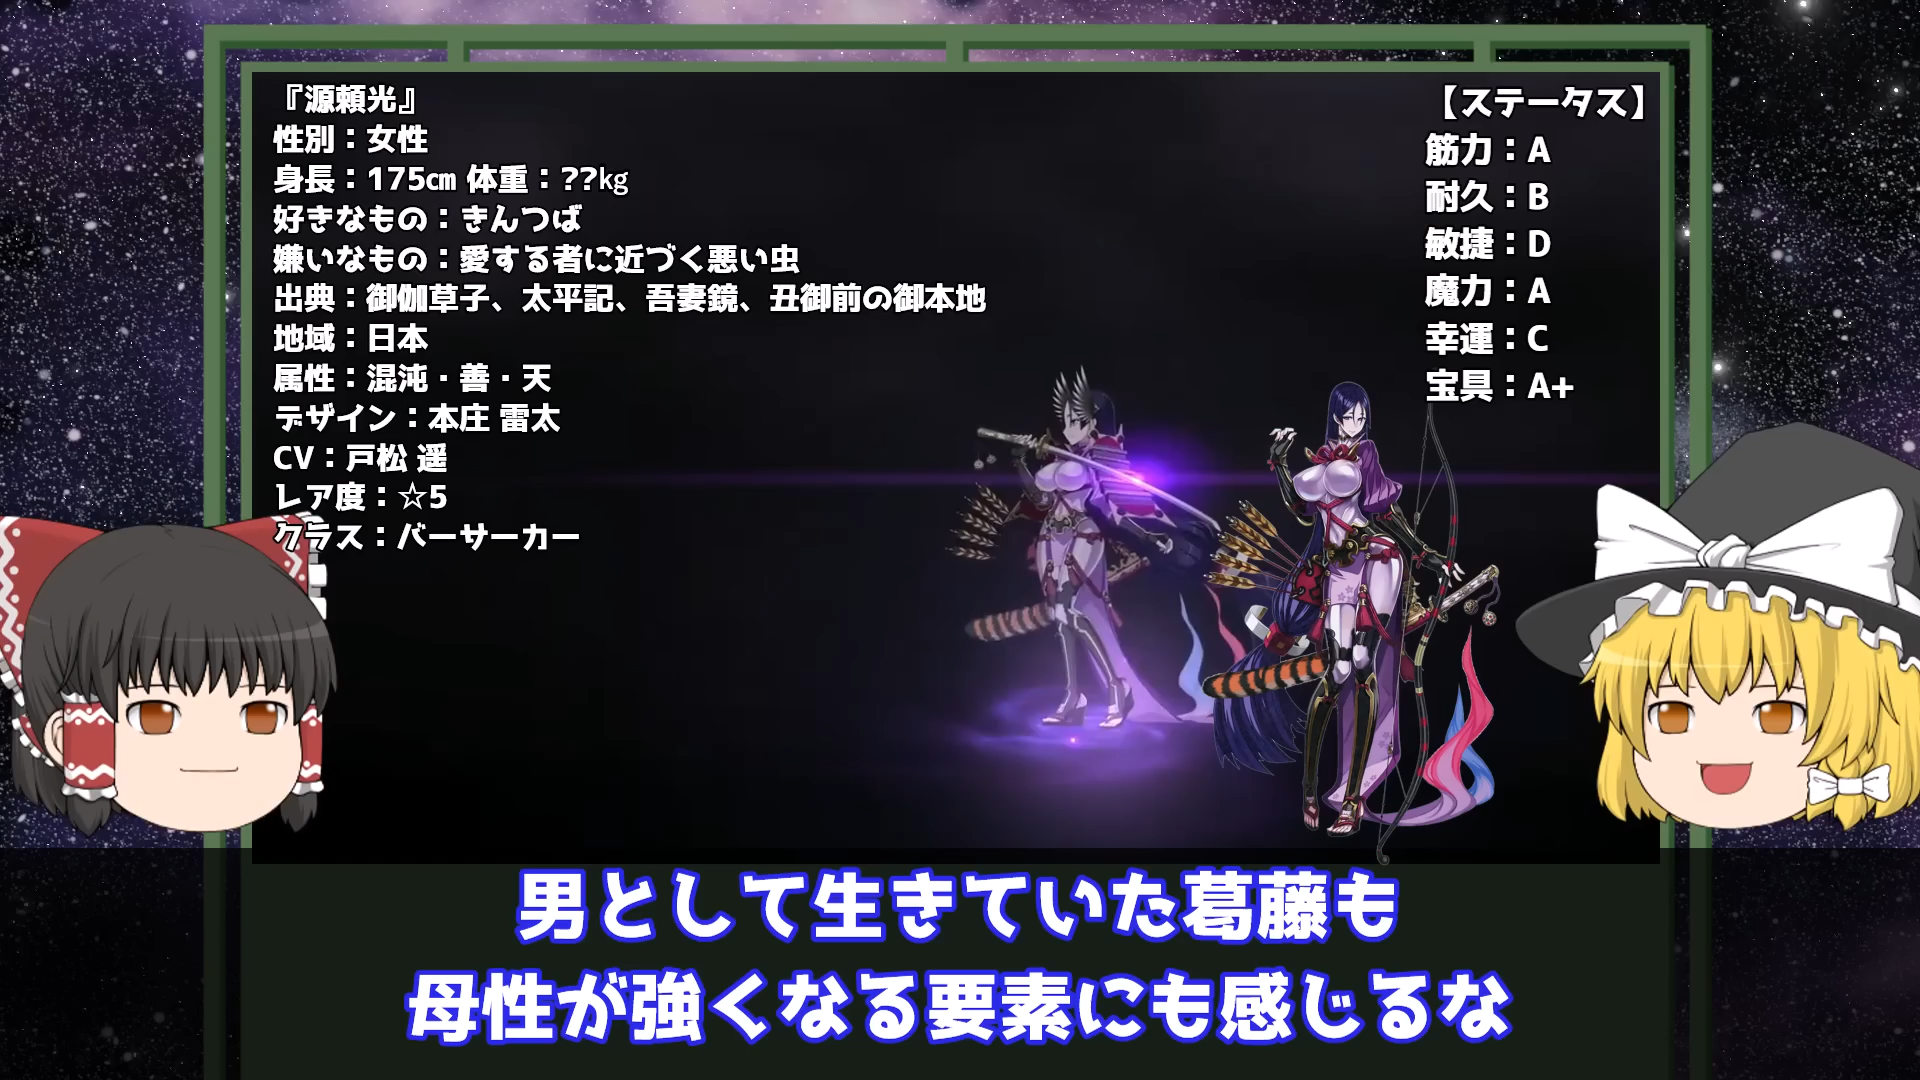 『源頼光』
性別：女性
身長：175㎝ 体重：??㎏
好きなもの：きんつば
嫌いなもの：愛する者に近づく悪い虫
出典：御伽草子、太平記、吾妻鏡、丑御前の御本地
地域：日本
属性：混沌・善・天
デザイン：本庄 雷太
CV：戸松 遥
レア度：☆5
クラス：バーサーカー
【ステータス】
筋力：A
耐久：B
敏捷：D
魔力：A
幸運：C
宝具：A+
男として生きていた葛藤も
母性が強くなる要素にも感じるな